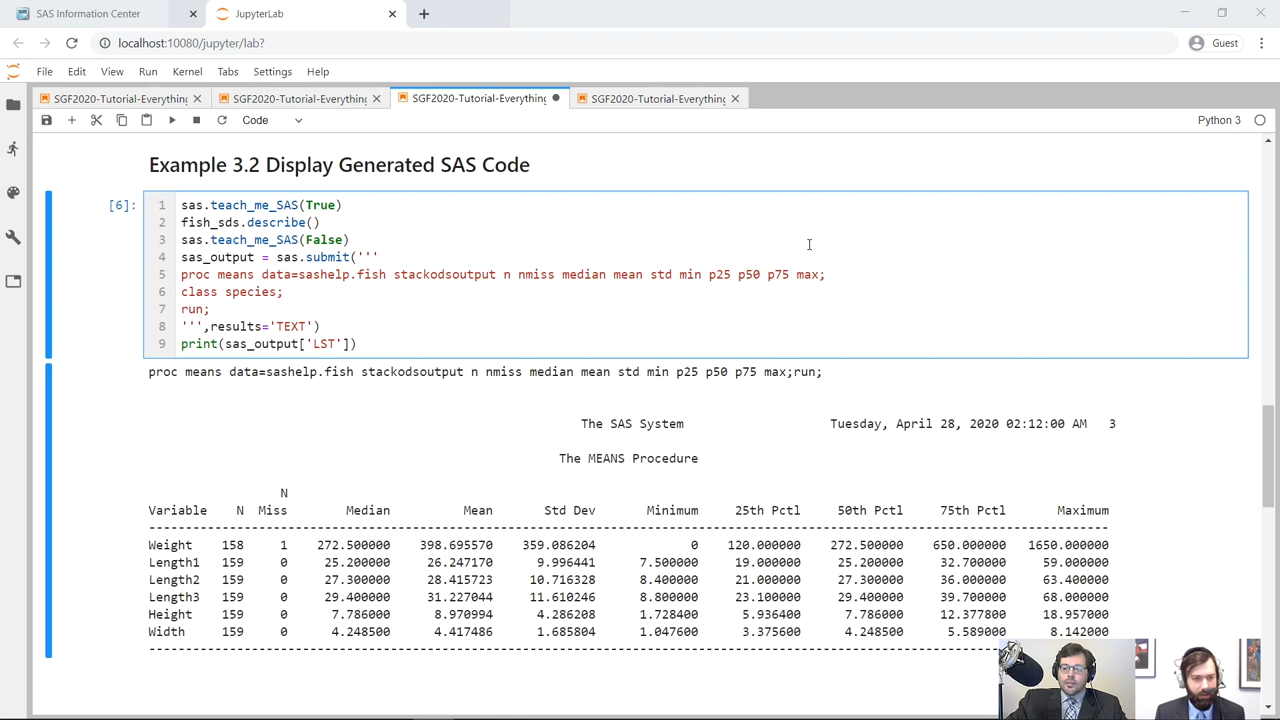 SAS Information Center
JupyterLab
localhost:10080/jupyter/lab?
Guest
File Edit View Run Kernel Tabs Settings Help
SGF2020-Tutorial-Everything SGF2020-Tutorial-Everything SGF2020-Tutorial-Everything SGF2020-Tutorial-Everything
Code
Python 3
Example 3.2 Display Generated SAS Code
[6]:
1 sas.teach_me_SAS(True)
2 fish_sds.describe()
3 sas.teach_me_SAS(False)
4 sas_output = sas.submit('''
5 proc means data=sashelp.fish stackodsoutput n nmiss median mean std min p25 p50 p75 max;
6 class species;
7 run;
8 ''',results='TEXT')
9 print(sas_output['LST'])
proc means data=sashelp.fish stackodsoutput n nmiss median mean std min p25 p50 p75 max;run;
The SAS System Tuesday, April 28, 2020 02:12:00 AM 3
The MEANS Procedure
N
Variable N Miss Median Mean Std Dev Minimum 25th Pctl 50th Pctl 75th Pctl Maximum
Weight 158 1 272.500000 398.695570 359.086204 0 120.000000 272.500000 650.000000 1650.000000
Length1 159 0 25.200000 26.247170 9.996441 7.500000 19.000000 25.200000 32.700000 59.000000
Length2 159 0 27.300000 28.415723 10.716328 8.400000 21.000000 27.300000 36.000000 63.400000
Length3 159 0 29.400000 31.227044 11.610246 8.800000 23.100000 29.400000 39.700000 68.000000
Height 159 0 7.786000 8.970994 4.286208 1.728400 5.936400 7.786000 12.377800 18.957000
Width 159 0 4.248500 4.417486 1.685804 1.047600 3.375600 4.248500 5.589000 8.142000